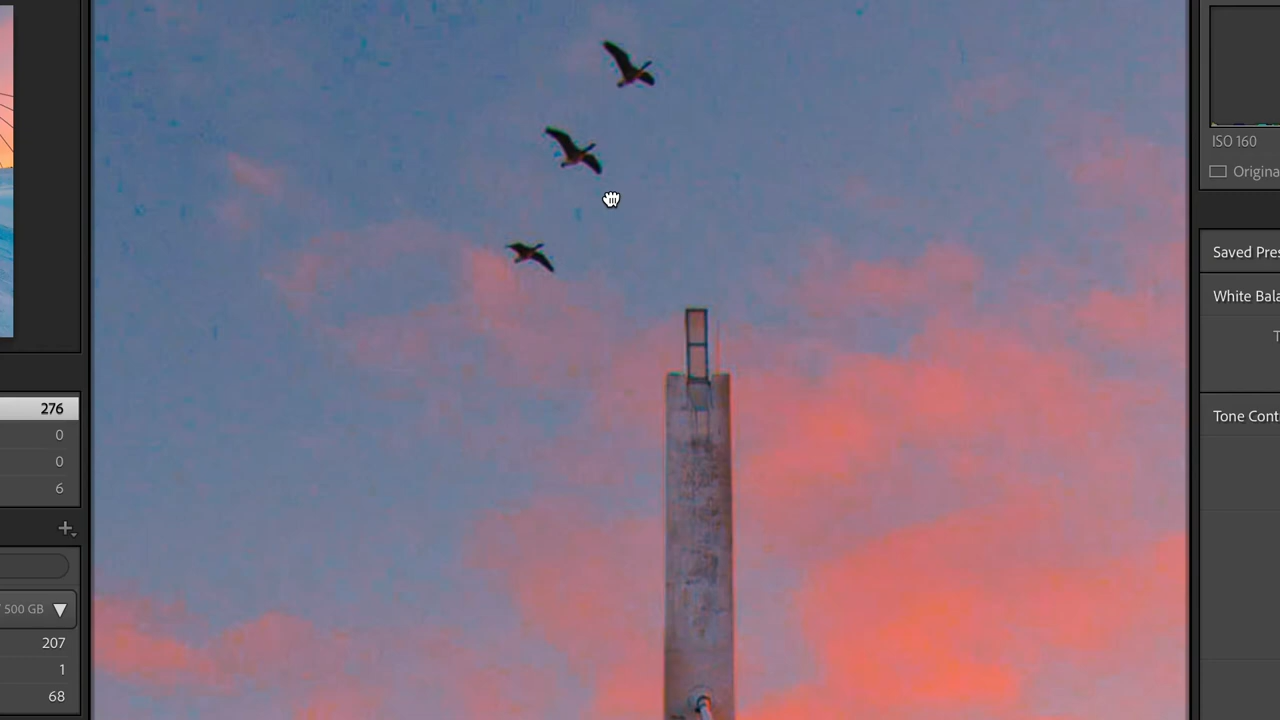 276
0
0
6
500 GB
207
1
68
ISO 160
Origina
Saved Pres
White Bala
T
Tone Cont